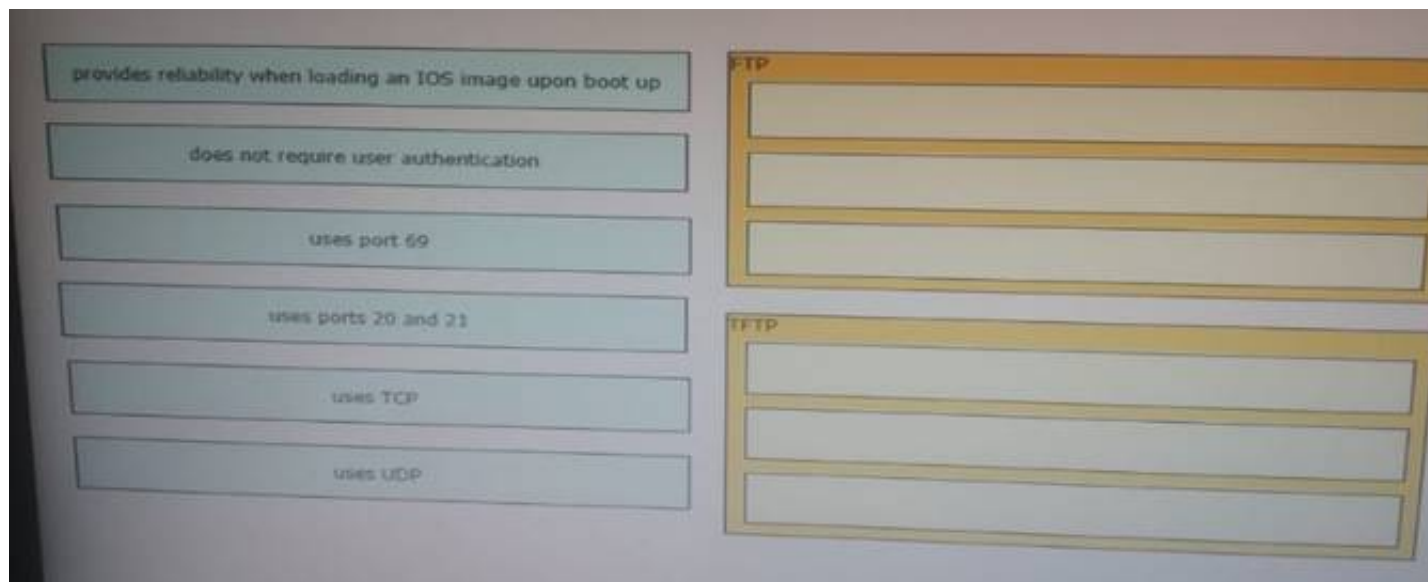 provides reliability when loading an IOS image upon boot up
does not require user authentication
uses port 69
uses ports 20 and 21
uses TCP
uses UDP
FTP
TFTP